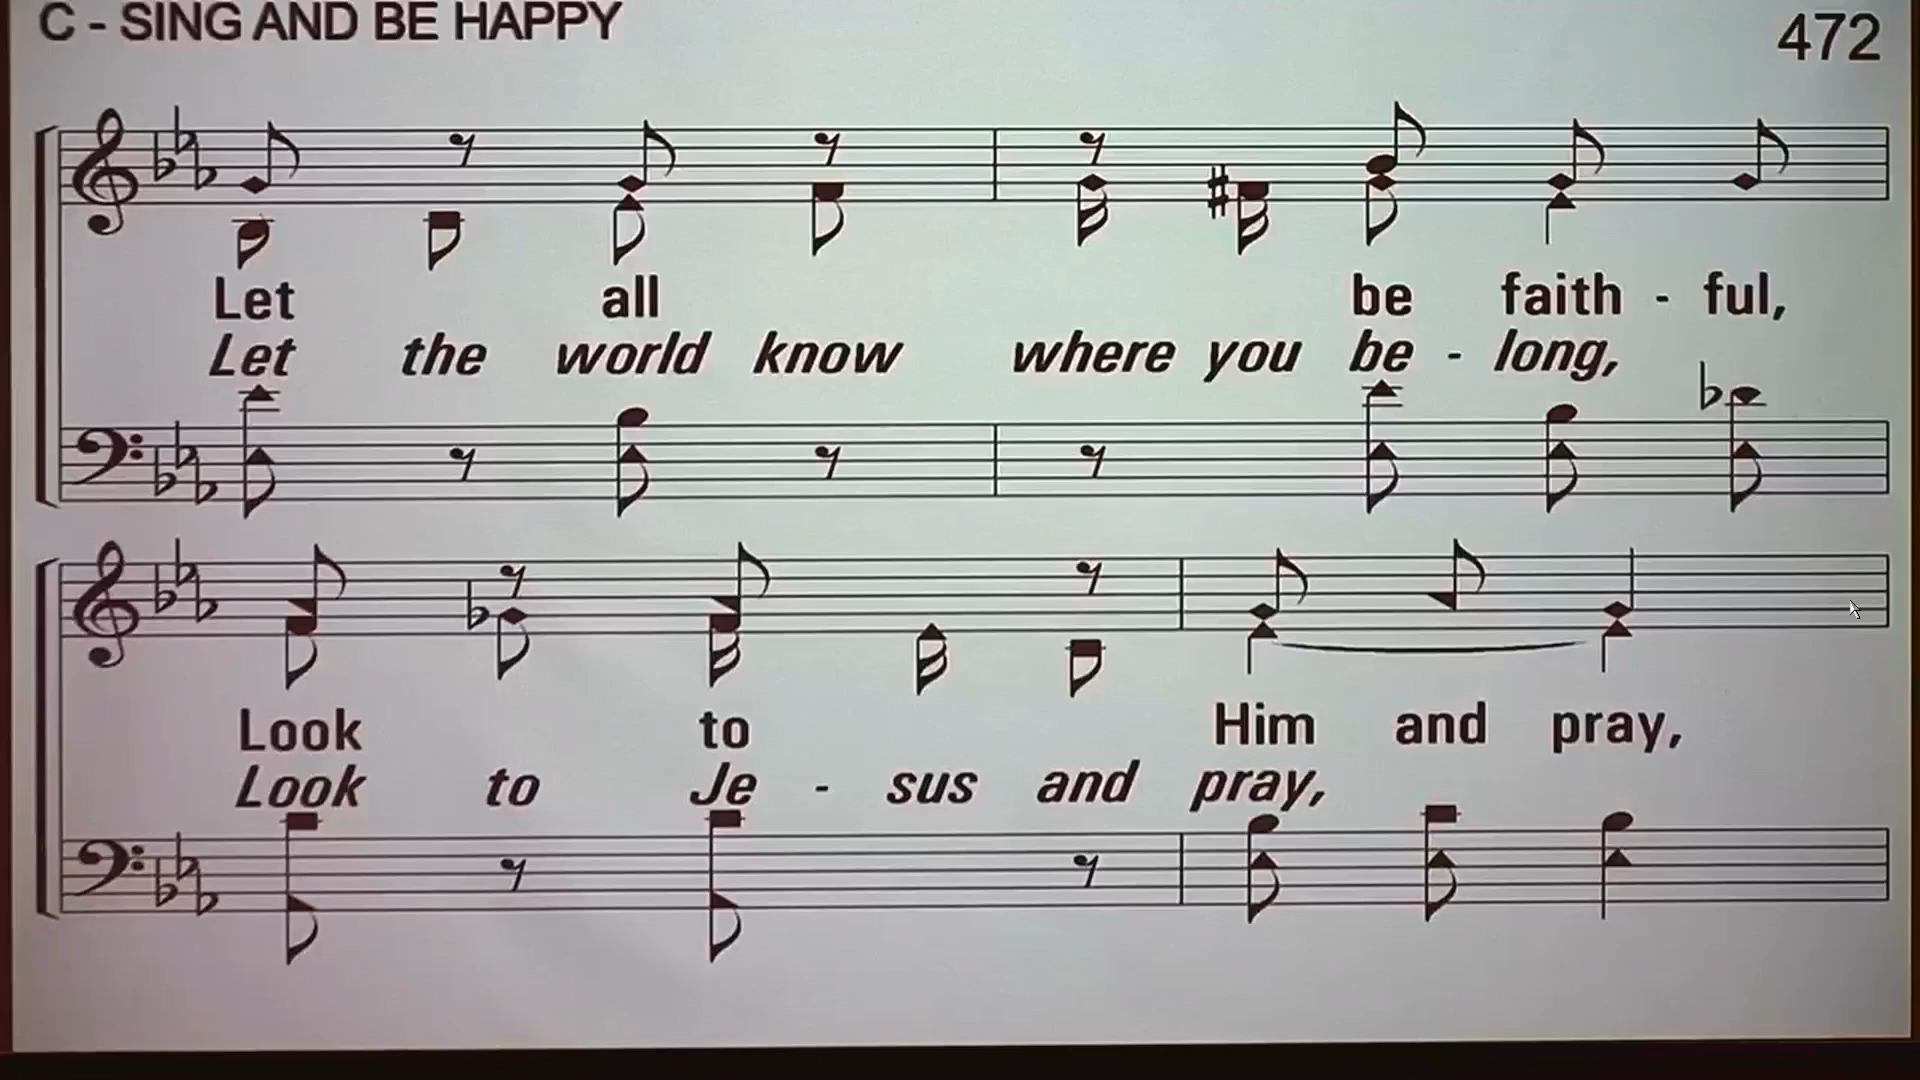 C - SING AND BE HAPPY
472
Let all be faith - ful,
Let the world know where you be - long,
Look to Him and pray,
Look to Je - sus and pray,